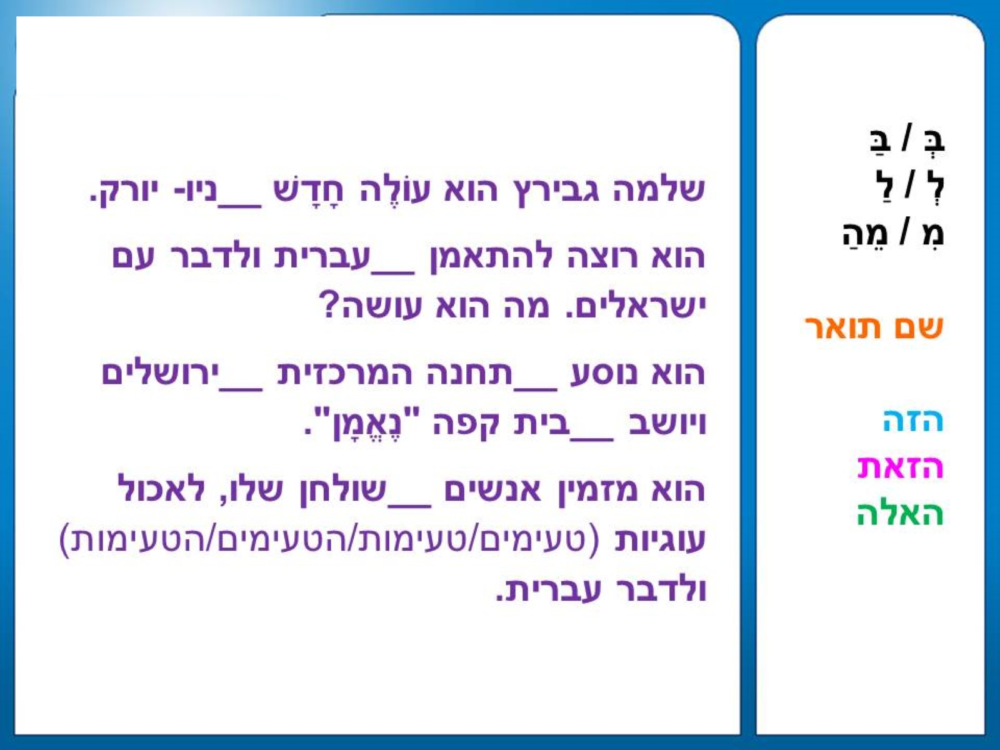 שלמה גבירץ הוא עוֹלֶה חָדָשׁ __ניו- יורק.
הוא רוצה להתאמן __עברית ולדבר עם
ישראלים. מה הוא עושה?
הוא נוסע __תחנה המרכזית __ירושלים
ויושב __בית קפה "נֶאֱמָן".
הוא מזמין אנשים __שולחן שלו, לאכול
עוגיות (טעימים/טעימות/הטעימים/הטעימות)
ולדבר עברית.
בְּ / בַּ
לְ / לַ
מִ / מֵהַ
שם תואר
הזה
הזאת
האלה